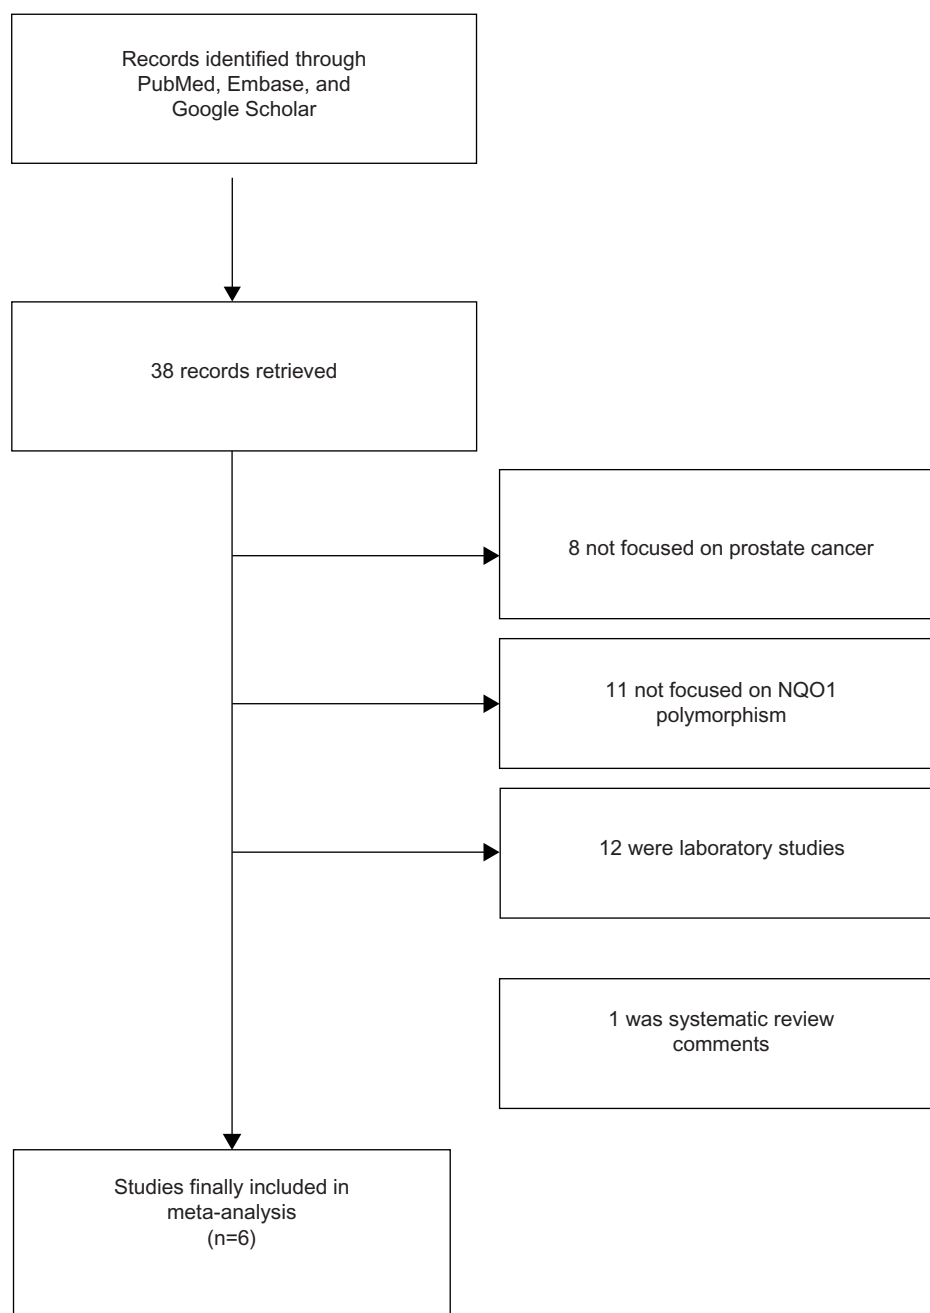 Records identified through
PubMed, Embase, and
Google Scholar
38 records retrieved
8 not focused on prostate cancer
11 not focused on NQO1
polymorphism
12 were laboratory studies
1 was systematic review
comments
Studies finally included in
meta-analysis
(n=6)